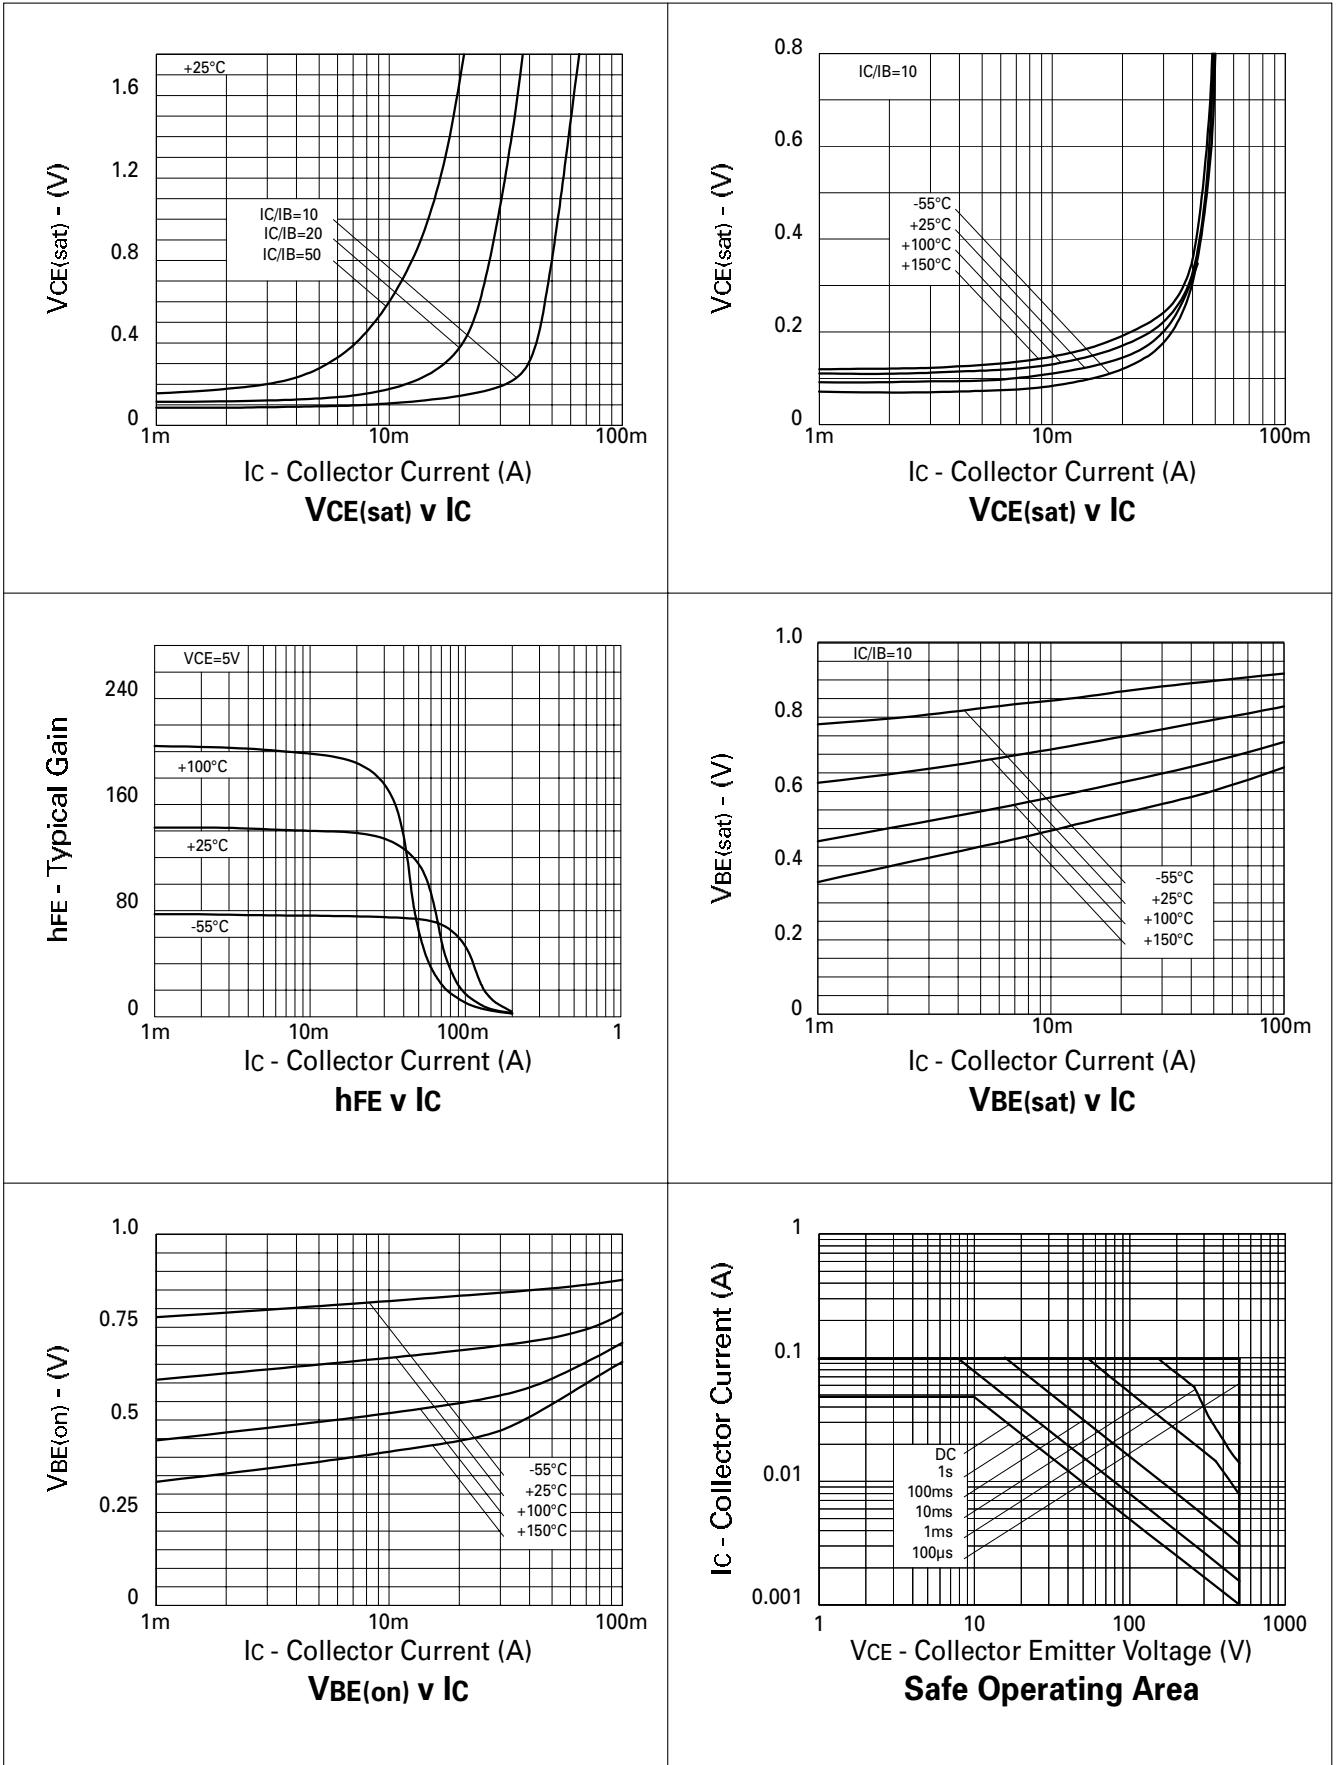 +25°C
1.6
1.2
0.8
0.4
0
VCE(sat) - (V)
IC/IB=10
IC/IB=20
IC/IB=50
1m
10m
100m
IC - Collector Current (A)
VCE(sat) v IC
0.8
0.6
0.4
0.2
0
VCE(sat) - (V)
IC/IB=10
-55°C
+25°C
+100°C
+150°C
1m
10m
100m
IC - Collector Current (A)
VCE(sat) v IC
VCE=5V
240
160
80
0
hFE - Typical Gain
+100°C
+25°C
-55°C
1m
10m
100m
1
IC - Collector Current (A)
hFE v IC
1.0
0.8
0.6
0.4
0.2
0
VBE(sat) - (V)
IC/IB=10
-55°C
+25°C
+100°C
+150°C
1m
10m
100m
IC - Collector Current (A)
VBE(sat) v IC
1.0
0.75
0.5
0.25
0
VBE(on) - (V)
-55°C
+25°C
+100°C
+150°C
1m
10m
100m
IC - Collector Current (A)
VBE(on) v IC
1
0.1
0.01
0.001
IC - Collector Current (A)
DC
1s
100ms
10ms
1ms
100µs
1
10
100
1000
VCE - Collector Emitter Voltage (V)
Safe Operating Area